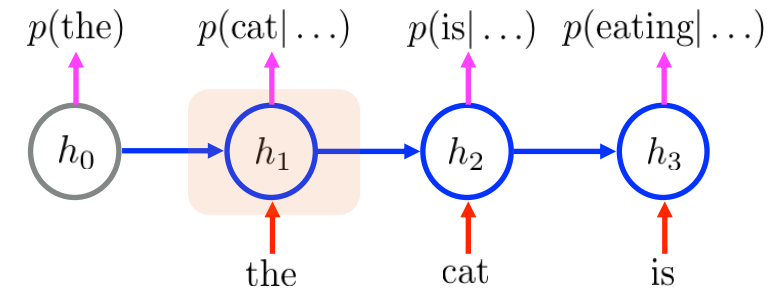 p(the) p(cat| ...) p(is| ...) p(eating| ...)
h₀ h₁ h₂ h₃
the cat is